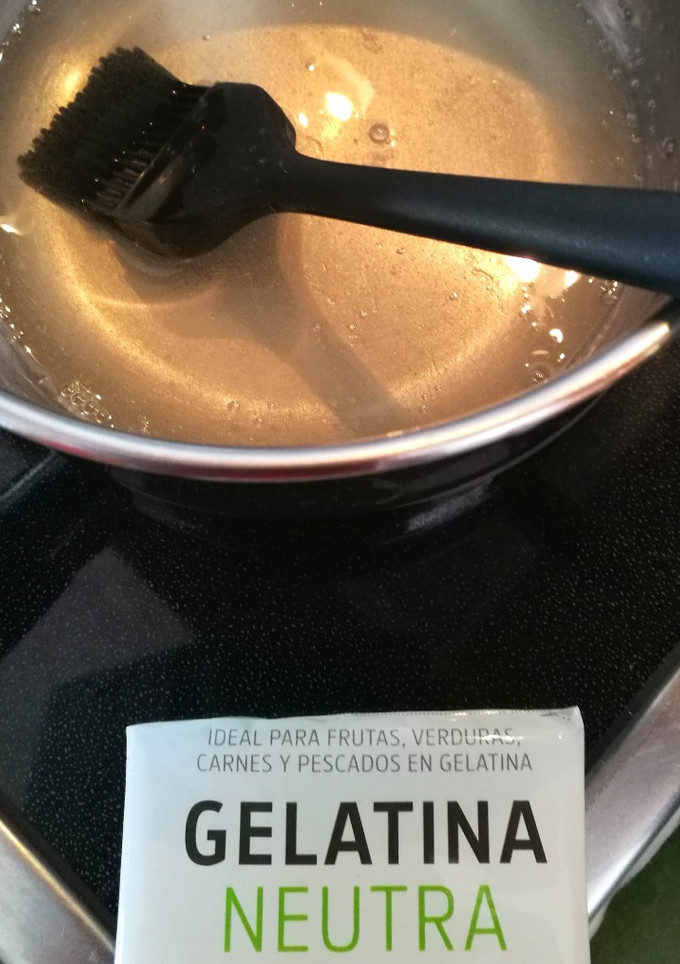 IDEAL PARA FRUTAS, VERDURAS,
CARNES Y PESCADOS EN GELATINA
GELATINA
NEUTRA